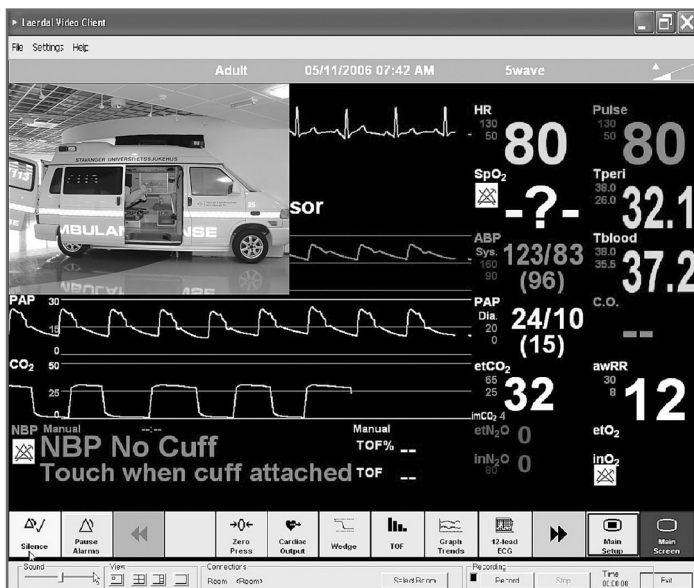 Laerdal Video Client
File Settings Help
Adult 05/11/2006 07:42 AM 5wave
STAVANGER UNIVERSITETSSJUKEHUS
113
35
sor
HR
130
50
80
Pulse
130
50
80
SpO2
-?-
Tperi
38.0
26.0
32.1
ABP
Sys.
160
90
123/83
(96)
Tblood
38.0
35.5
37.2
PAP
30
15
0
PAP
Dia.
20
0
24/10
(15)
C.O.
--
CO2
50
25
0
etCO2
65
25
32
imCO2 4
awRR
30
8
12
NBP Manual --:--
NBP No Cuff
Touch when cuff attached
Manual
TOF% --
TOF --
etN2O 0
inN2O 0
80
etO2
inO2
Silence
Pause Alarms
Zero Press
Cardiac Output
Wedge
TOF
Graph Trends
12-lead ECG
Main Setup
Main Screen
Sound
View
Connections
Room <Room>
Select Room
Recording
Record
Stop
Time
00:00:00
Exit